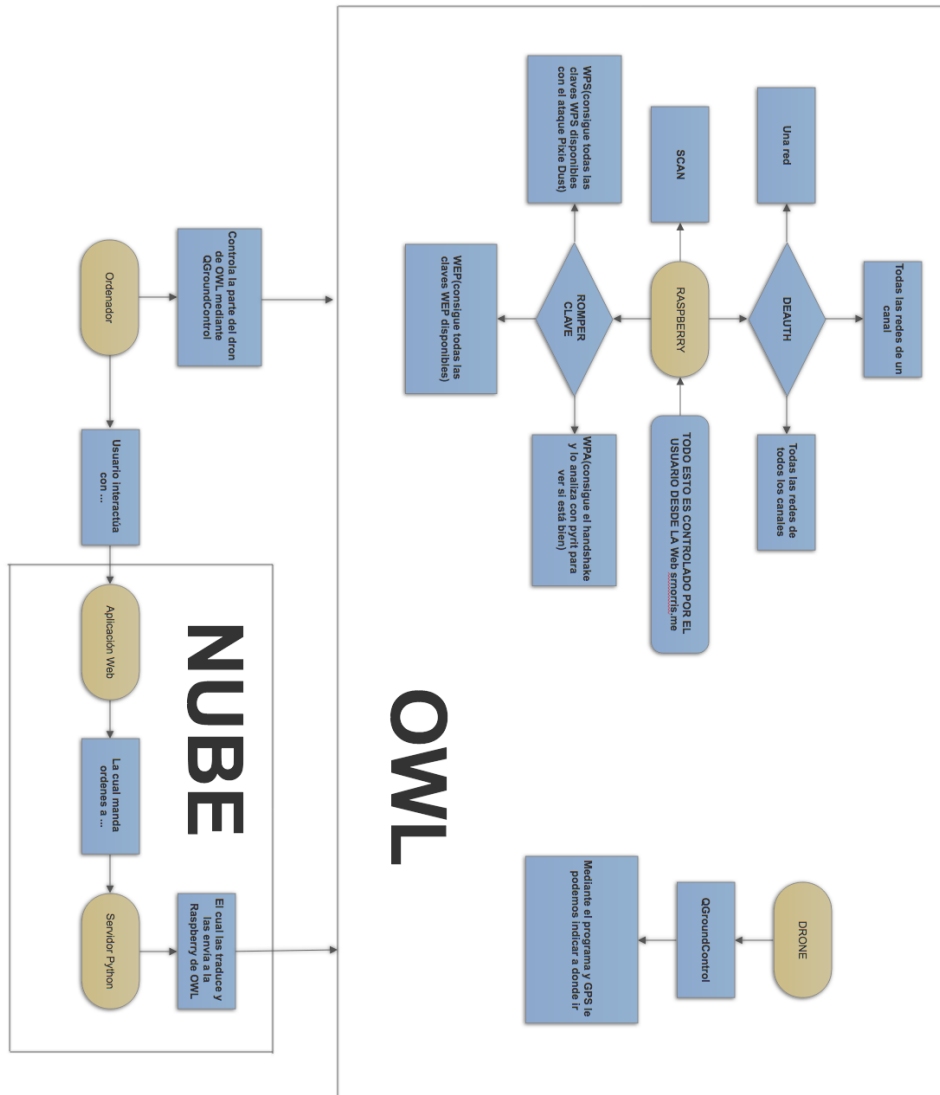 Todas las redes de un
canal
Una red
DEAUTH
Todas las redes de
todos los canales
DRONE
SCAN
RASPBERRY
TODO ESTO ES CONTROLADO POR EL
USUARIO DESDE LA Web srnorris.me
QGroundControl
WPS(consigue todas las
claves WPS disponibles
con el ataque Pixie Dust)
ROMPER
CLAVE
WPA(consigue el handshake
y lo analiza con pyrit para
ver si está bien)
Mediante el programa y GPS le
podemos indicar a donde ir
WEP(consigue todas las
claves WEP disponibles)
OWL
NUBE
Controla la parte del dron
de OWL mediante
QGroundControl
El cual las traduce y
las envía a la
Raspberry de OWL
Ordenador
Usuario interactúa
con ...
Aplicación Web
La cual manda
ordenes a ...
Servidor Python